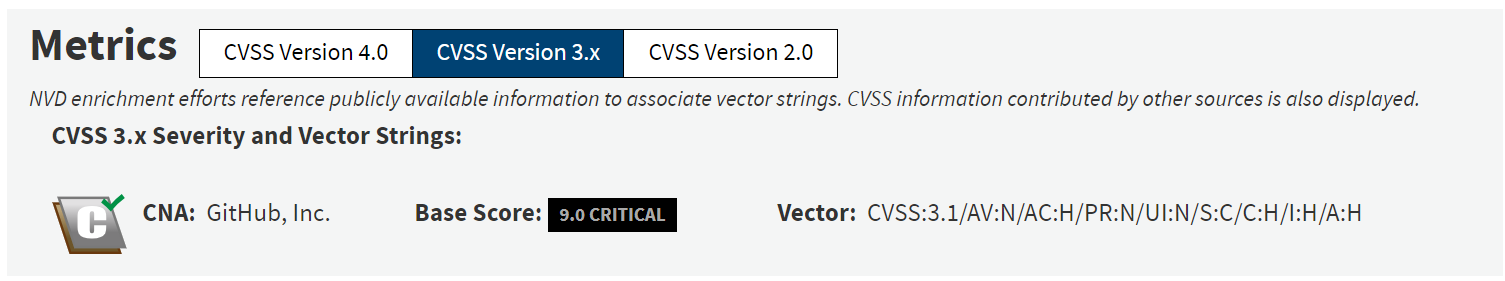 Metrics CVSS Version 4.0 CVSS Version 3.x CVSS Version 2.0
NVD enrichment efforts reference publicly available information to associate vector strings. CVSS information contributed by other sources is also displayed.
CVSS 3.x Severity and Vector Strings:
C CNA: GitHub, Inc. Base Score: 9.0 CRITICAL Vector: CVSS:3.1/AV:N/AC:H/PR:N/UI:N/S:C/C:H/I:H/A:H